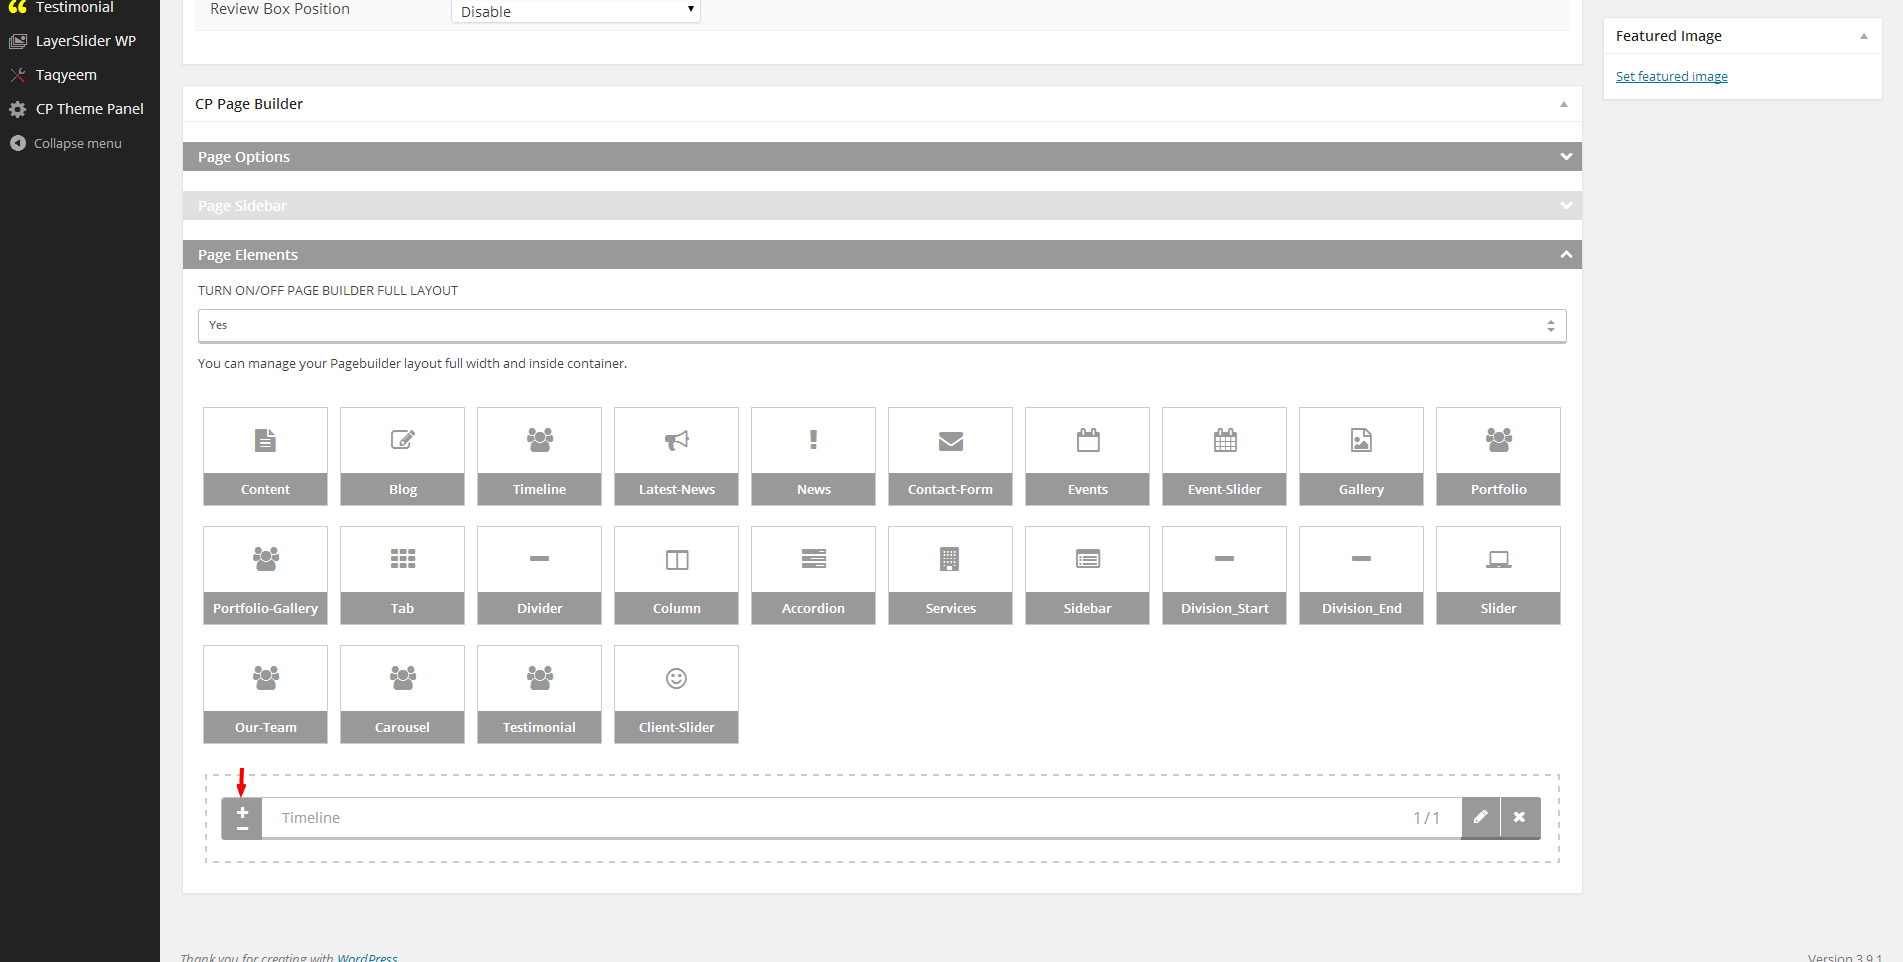 Testimonial
LayerSlider WP
Taqyeem
CP Theme Panel
Collapse menu
Review Box Position
Disable
CP Page Builder
Page Options
Page Sidebar
Page Elements
TURN ON/OFF PAGE BUILDER FULL LAYOUT
Yes
You can manage your Pagebuilder layout full width and inside container.
Content
Blog
Timeline
Latest-News
News
Contact-Form
Events
Event-Slider
Gallery
Portfolio
Portfolio-Gallery
Tab
Divider
Column
Accordion
Services
Sidebar
Division_Start
Division_End
Slider
Our-Team
Carousel
Testimonial
Client-Slider
Timeline
1/1
Featured Image
Set featured image
Thank you for creating with WordPress.
Version 3.9.1